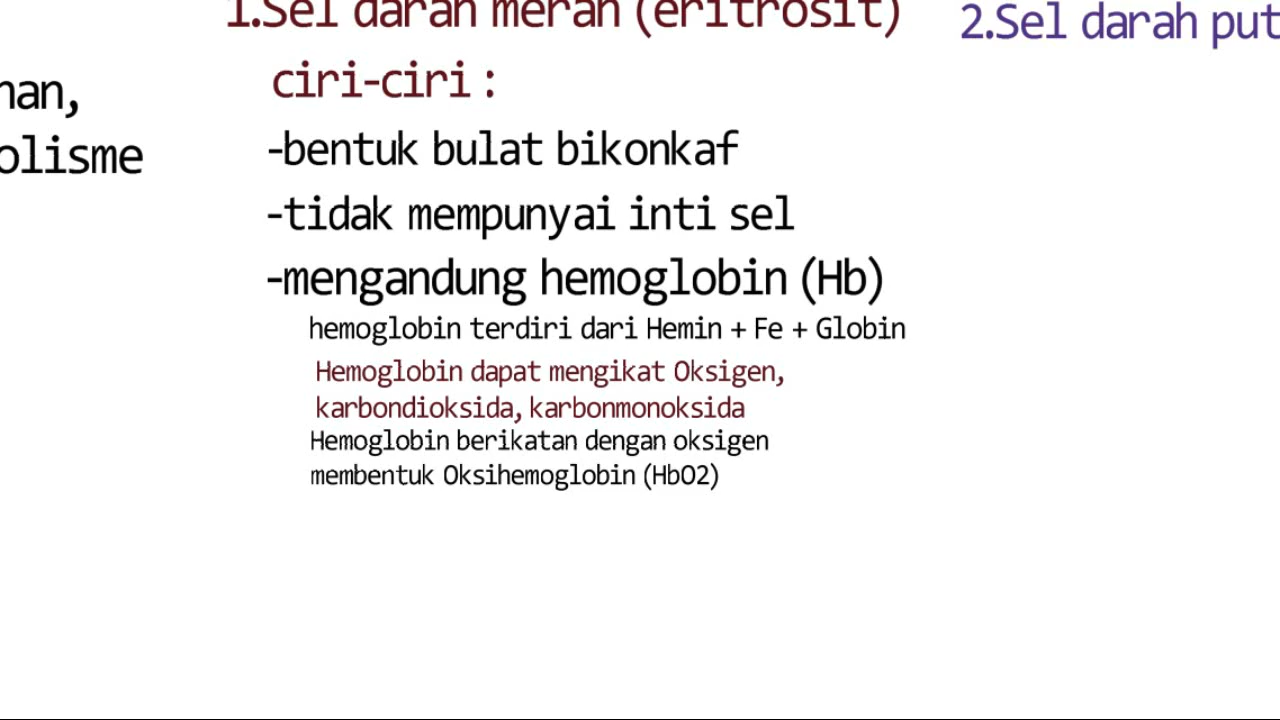 1.Sel darah merah (eritrosit)
2.Sel darah put
ciri-ciri :
nan,
-bentuk bulat bikonkaf
olisme
-tidak mempunyai inti sel
-mengandung hemoglobin (Hb)
hemoglobin terdiri dari Hemin + Fe + Globin
Hemoglobin dapat mengikat Oksigen,
karbondioksida, karbonmonoksida
Hemoglobin berikatan dengan oksigen
membentuk Oksihemoglobin (HbO2)